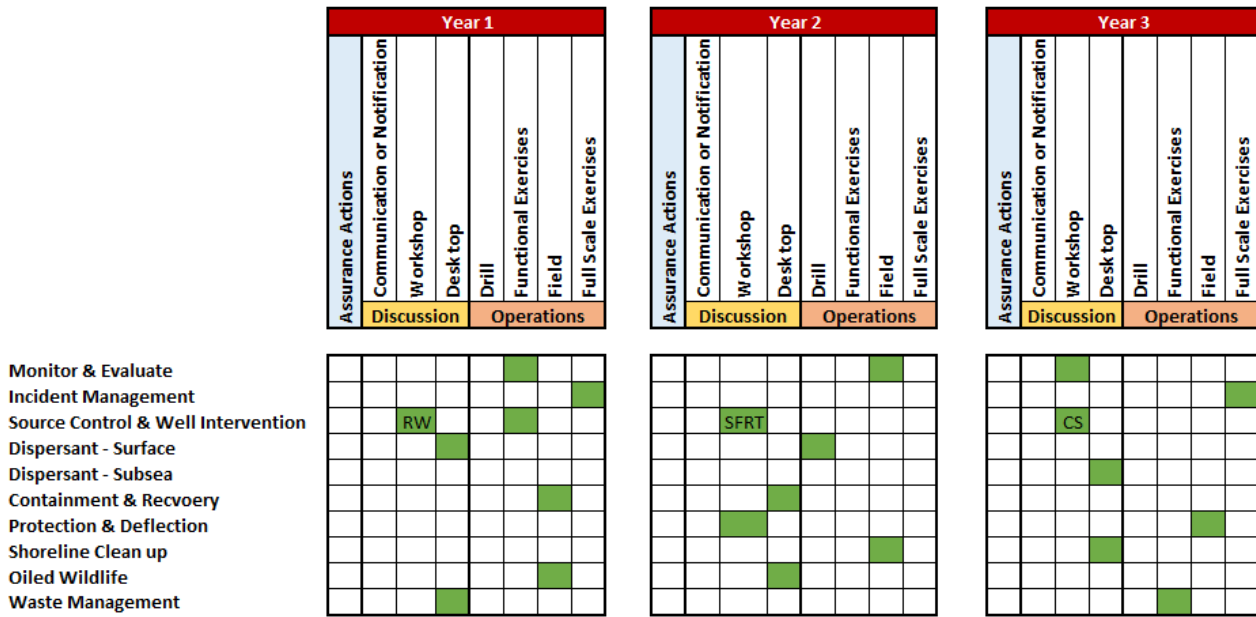 Year 1
Year 2
Year 3
Assurance Actions
Communication or Notification
Workshop
Desk top
Drill
Functional Exercises
Field
Full Scale Exercises
Assurance Actions
Communication or Notification
Workshop
Desk top
Drill
Functional Exercises
Field
Full Scale Exercises
Assurance Actions
Communication or Notification
Workshop
Desk top
Drill
Functional Exercises
Field
Full Scale Exercises
Discussion
Operations
Discussion
Operations
Discussion
Operations
Monitor & Evaluate
Incident Management
Source Control & Well Intervention
RW
SFRT
CS
Dispersant - Surface
Dispersant - Subsea
Containment & Recvoery
Protection & Deflection
Shoreline Clean up
Oiled Wildlife
Waste Management